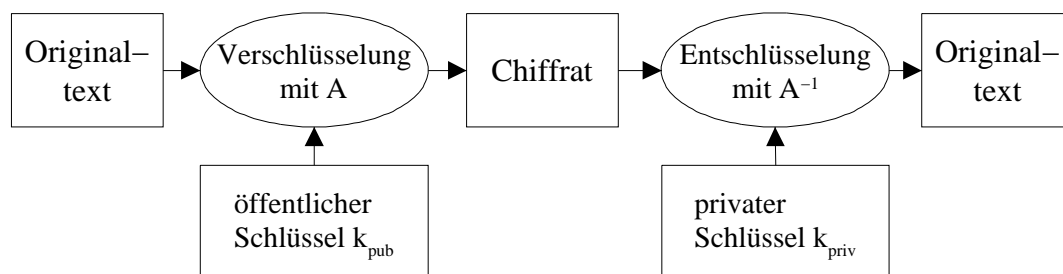 Original–
text
Verschlüsselung
mit A
Chiffrat
Entschlüsselung
mit A⁻¹
Original–
text
öffentlicher
Schlüssel k_pub
privater
Schlüssel k_priv